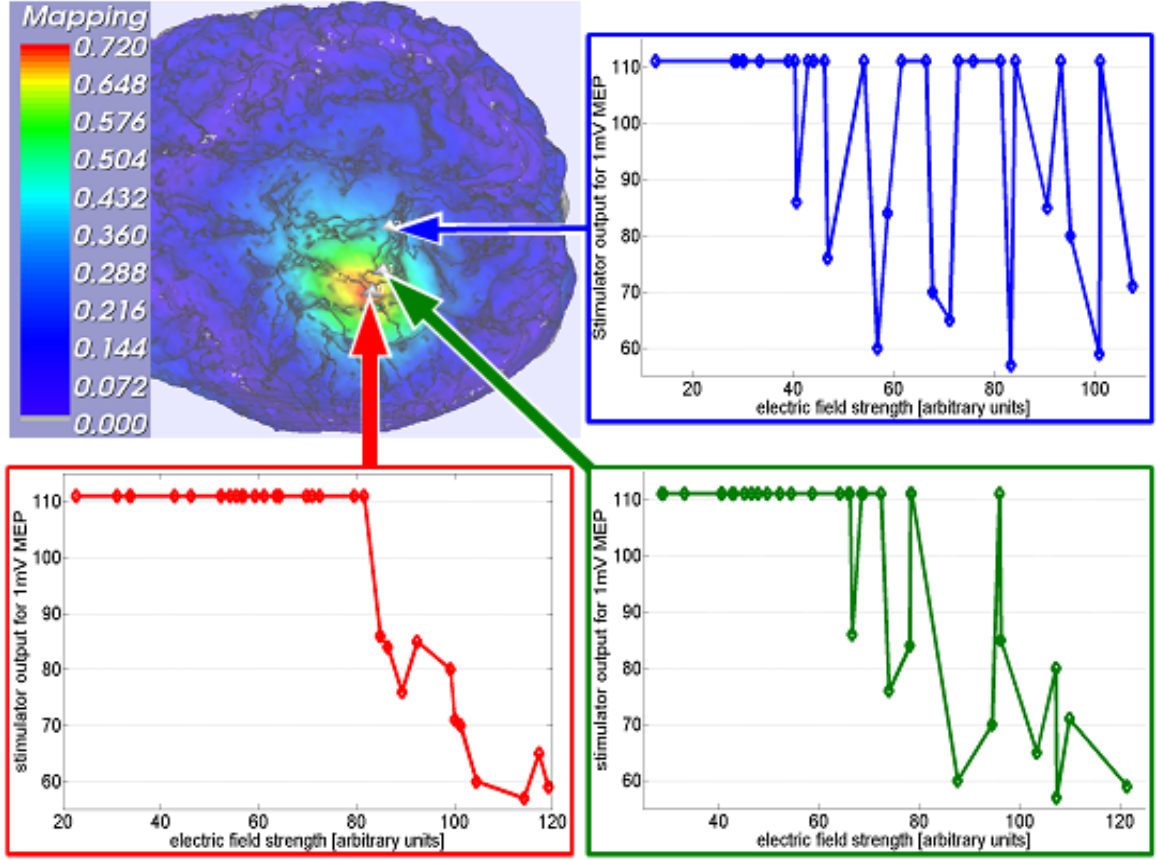 Mapping
0.720
0.648
0.576
0.504
0.432
0.360
0.288
0.216
0.144
0.072
0.000
Stimulator output for 1mV MEP
110
100
90
80
70
60
20 40 60 80 100
electric field strength [arbitrary units]
stimulator output for 1mV MEP
110
100
90
80
70
60
20 40 60 80 100 120
electric field strength [arbitrary units]
stimulator output for 1mV MEP
110
100
90
80
70
60
40 60 80 100 120
electric field strength [arbitrary units]